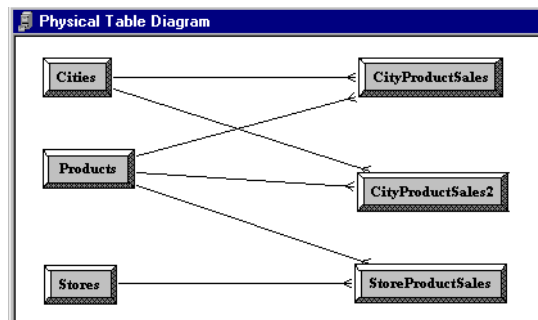 Physical Table Diagram
Cities
CityProductSales
Products
CityProductSales2
Stores
StoreProductSales